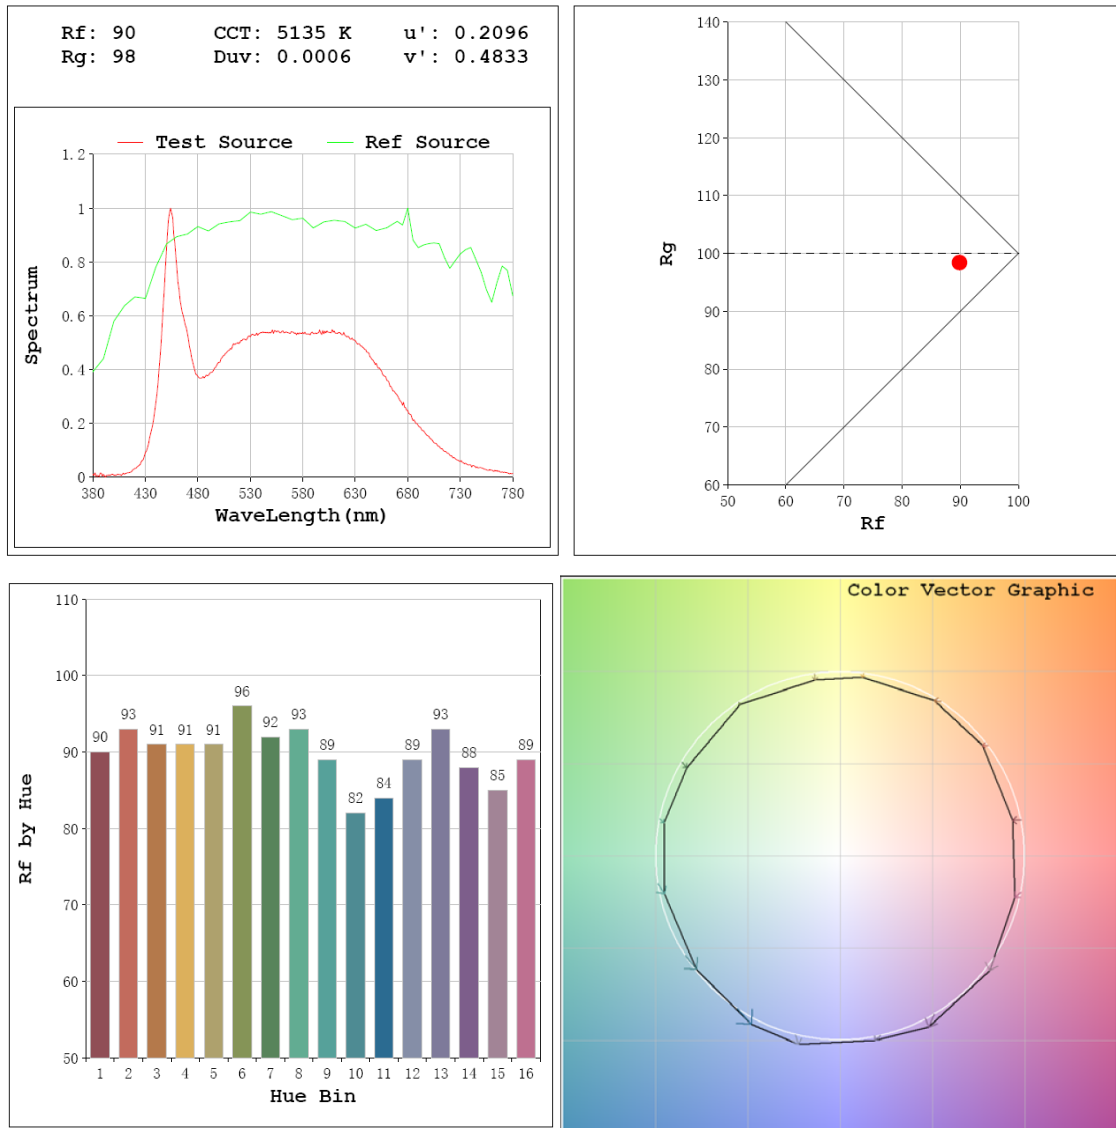 Rf: 90 CCT: 5135 K u': 0.2096
Rg: 98 Duv: 0.0006 v': 0.4833
Test Source Ref Source
1.2
1
0.8
0.6
0.4
0.2
0
Spectrum
380 430 480 530 580 630 680 730 780
WaveLength(nm)
140
130
120
110
100
90
80
70
60
Rg
50 60 70 80 90 100
Rf
110
100
90
80
70
60
50
Rf by Hue
90 93 91 91 91 96 92 93 89 82 84 89 93 88 85 89
1 2 3 4 5 6 7 8 9 10 11 12 13 14 15 16
Hue Bin
Color Vector Graphic